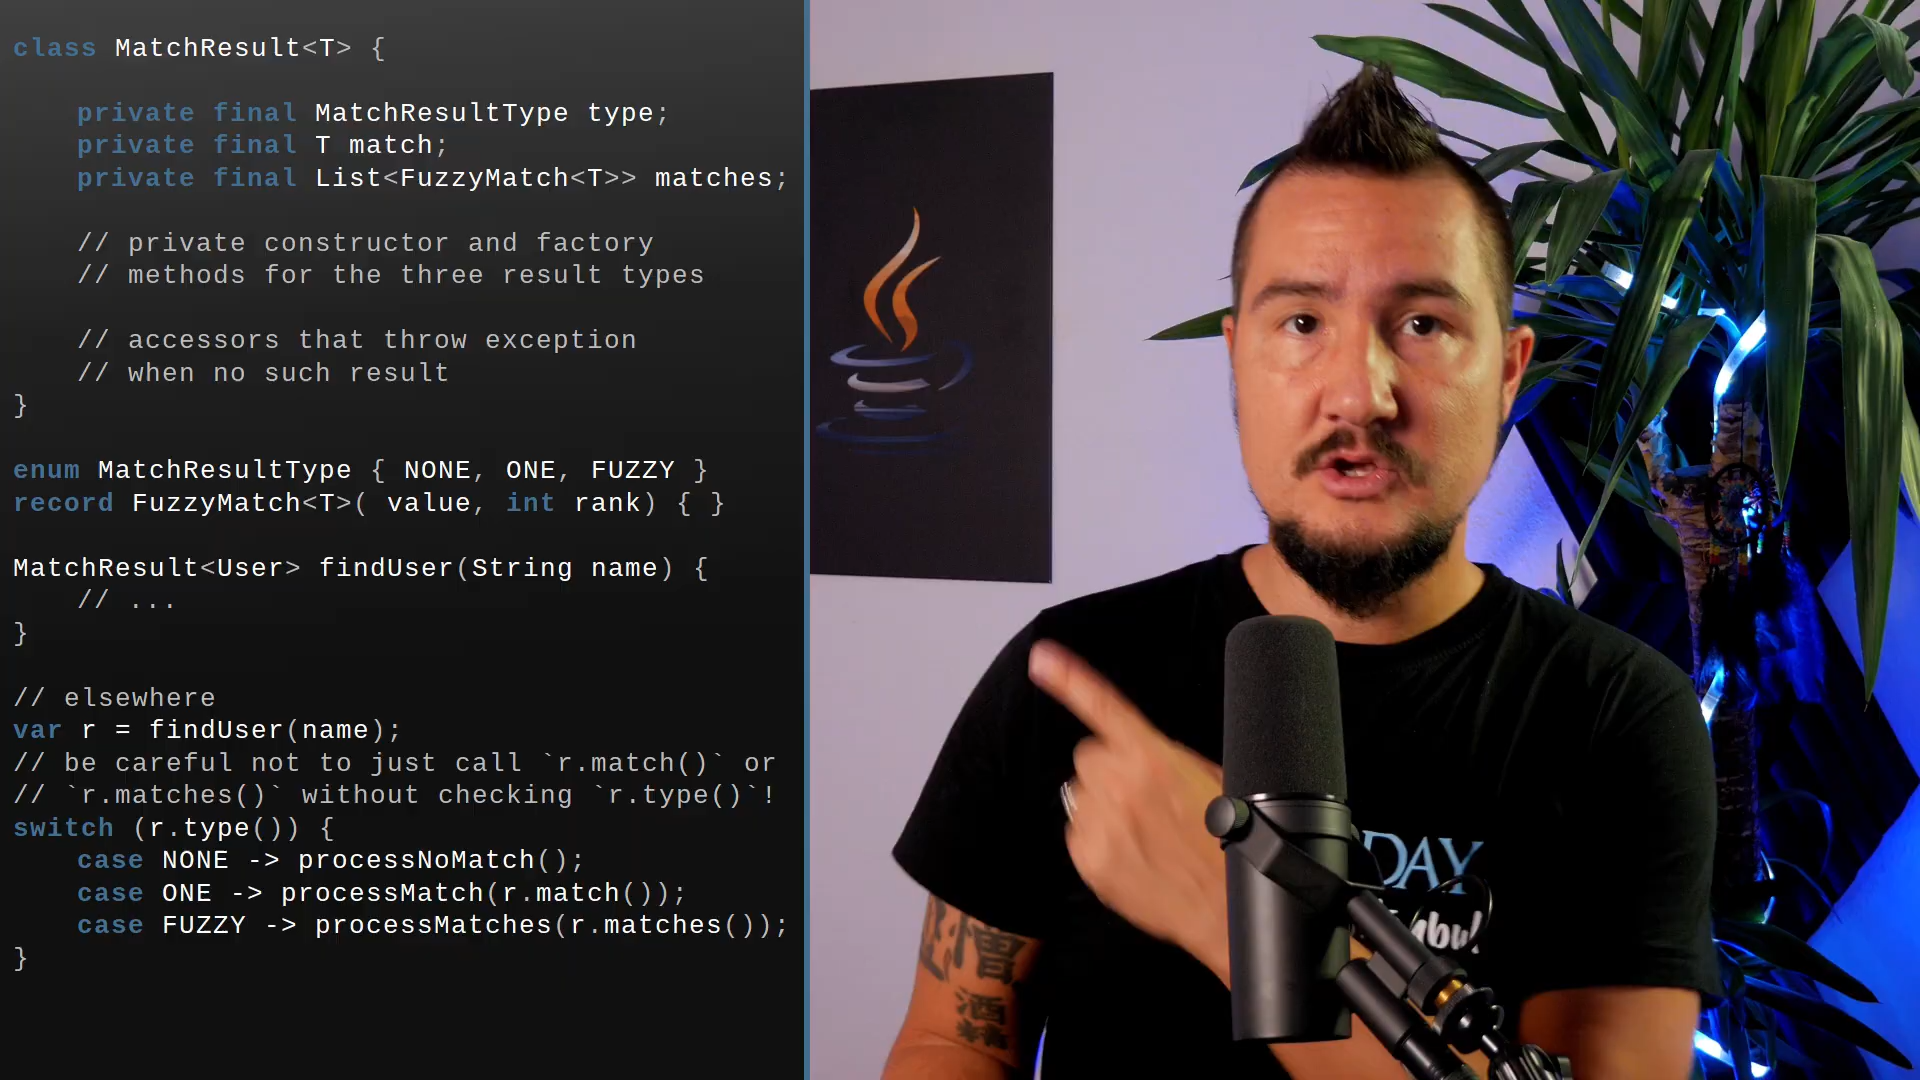 class MatchResult<T> {
private final MatchResultType type;
private final T match;
private final List<FuzzyMatch<T>> matches;
// private constructor and factory
// methods for the three result types
// accessors that throw exception
// when no such result
}
enum MatchResultType { NONE, ONE, FUZZY }
record FuzzyMatch<T>( value, int rank) { }
MatchResult<User> findUser(String name) {
// ...
}
// elsewhere
var r = findUser(name);
// be careful not to just call `r.match()` or
// `r.matches()` without checking `r.type()`!
switch (r.type()) {
case NONE -> processNoMatch();
case ONE -> processMatch(r.match());
case FUZZY -> processMatches(r.matches());
}